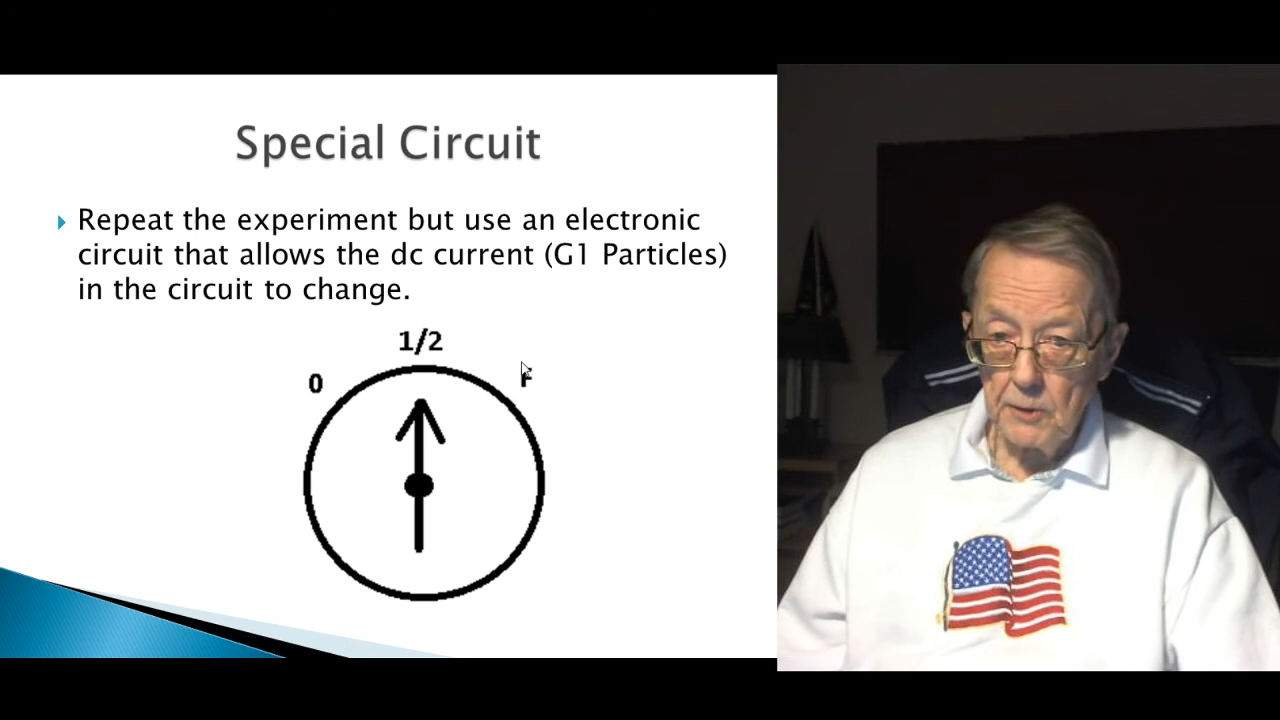 Special Circuit
Repeat the experiment but use an electronic
circuit that allows the dc current (G1 Particles)
in the circuit to change.
1/2
0
F